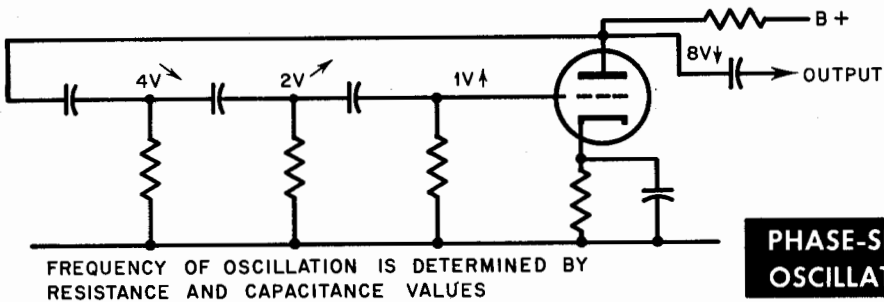 B+
8V
OUTPUT
4V
2V
1V
FREQUENCY OF OSCILLATION IS DETERMINED BY
RESISTANCE AND CAPACITANCE VALUES
PHASE-S
OSCILLAT